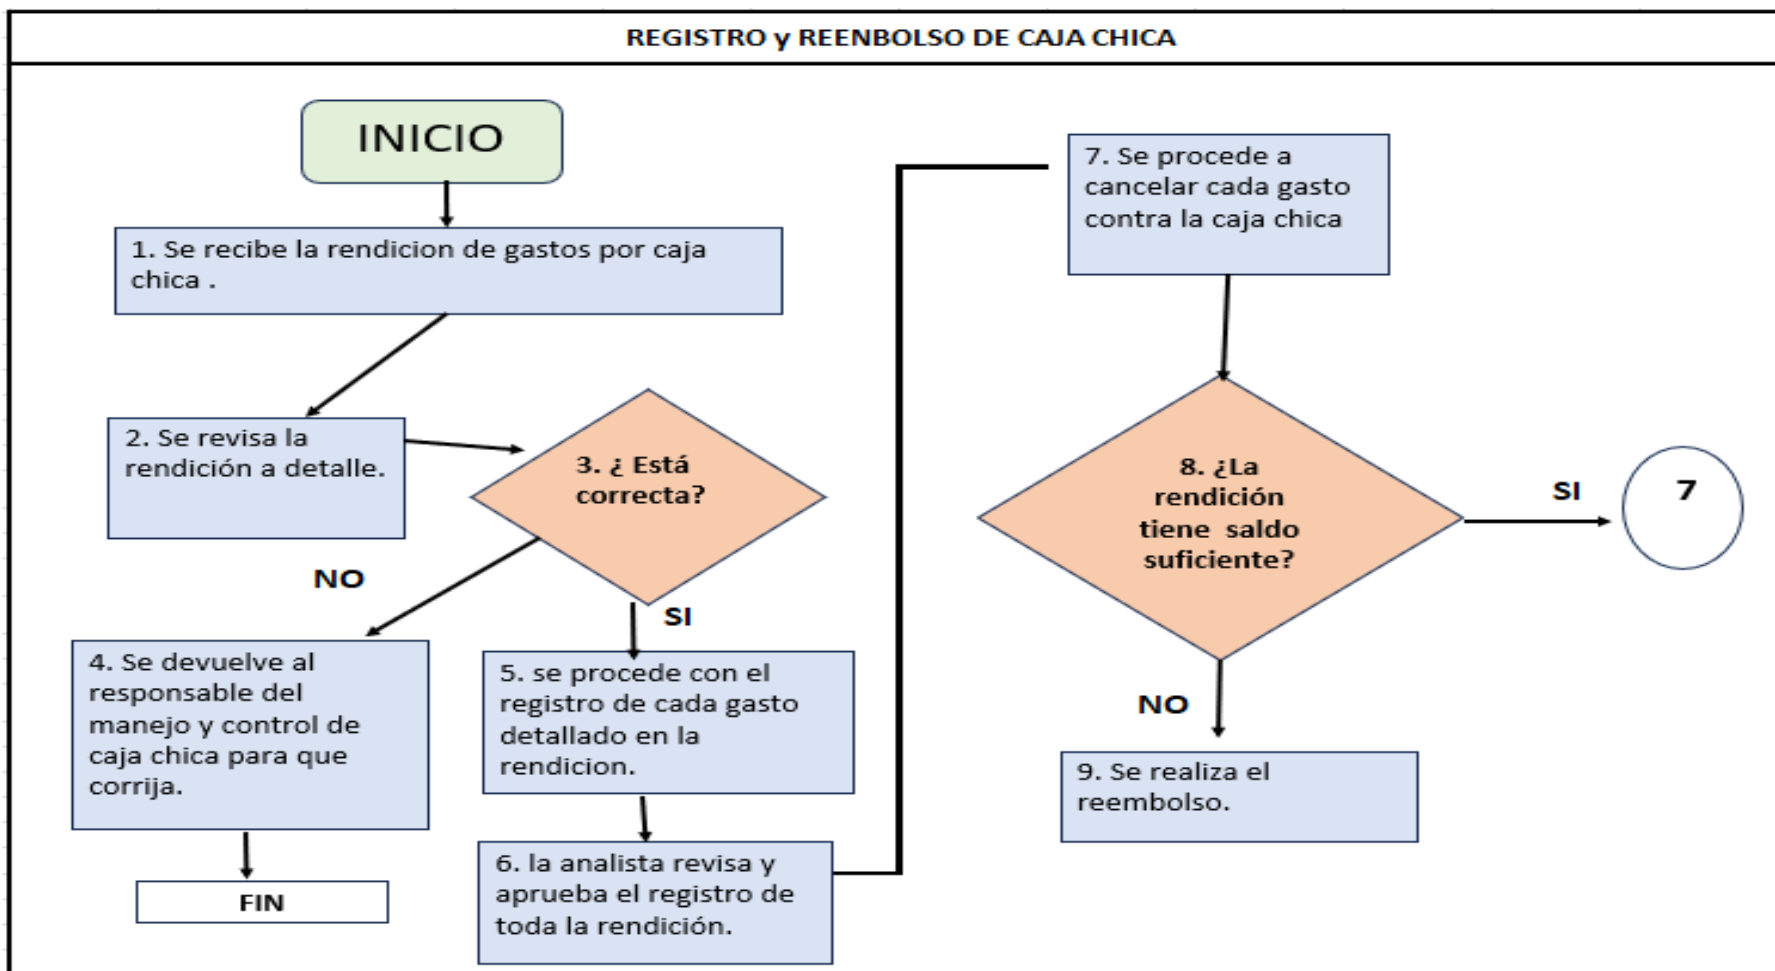 REGISTRO y REENBOLSO DE CAJA CHICA
INICIO
1. Se recibe la rendicion de gastos por caja
chica .
2. Se revisa la
rendición a detalle.
3. ¿ Está
correcta?
NO
SI
4. Se devuelve al
responsable del
manejo y control de
caja chica para que
corrija.
FIN
5. se procede con el
registro de cada gasto
detallado en la
rendicion.
6. la analista revisa y
aprueba el registro de
toda la rendición.
7. Se procede a
cancelar cada gasto
contra la caja chica
8. ¿La
rendición
tiene saldo
suficiente?
SI
7
NO
9. Se realiza el
reembolso.